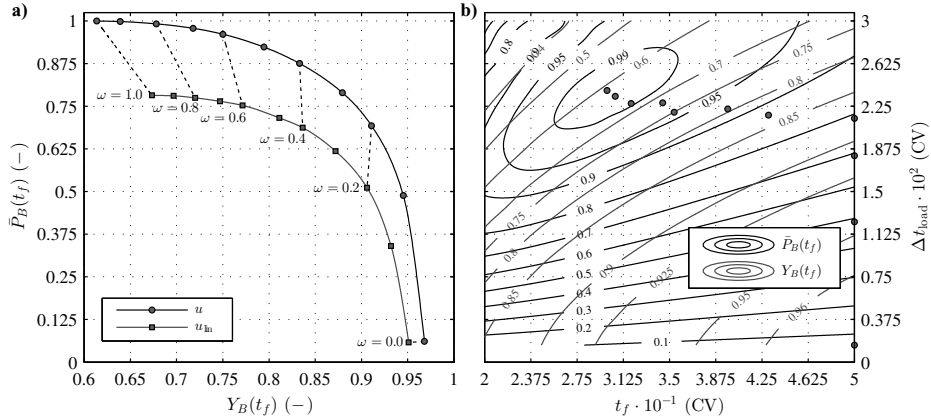 a)
1
0.875
0.75
0.625
0.5
0.375
0.25
0.125
0
P̄_B(t_f) (−)
ω = 1.0
ω = 0.8
ω = 0.6
ω = 0.4
ω = 0.2
ω = 0.0
u
u_lin
0.6 0.65 0.7 0.75 0.8 0.85 0.9 0.95 1
Y_B(t_f) (−)
b)
0.8 0.94 0.9 0.95 0.5 0.99 0.6 0.7 0.75
0.95 0.8
0.95 0.85
0.9
0.75 0.8
0.8 0.7
0.6 0.9
0.5 0.925
0.85 0.4 0.95
0.3 0.96
0.2
0.1
P̄_B(t_f)
Y_B(t_f)
3
2.625
2.25
1.875
1.5
1.125
0.75
0.375
0
Δt_load · 10² (CV)
2 2.375 2.75 3.125 3.5 3.875 4.25 4.625 5
t_f · 10⁻¹ (CV)